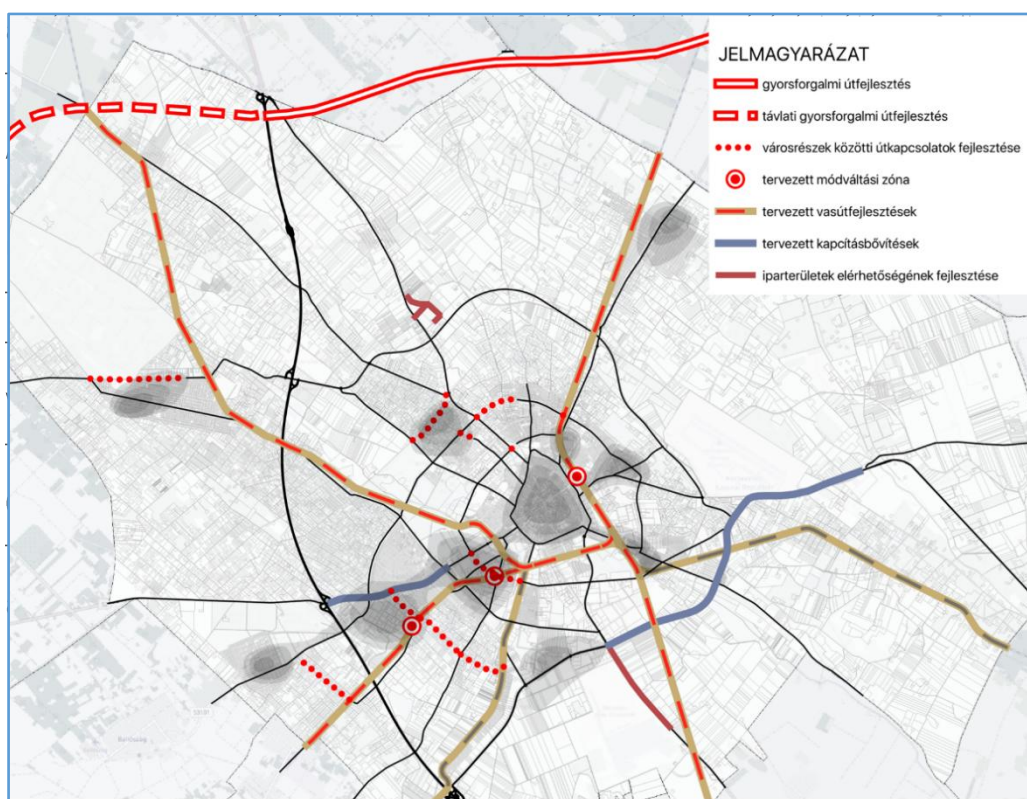 JELMAGYARÁZAT
gyorsforgalmi útfejlesztés
távlati gyorsforgalmi útfejlesztés
városrészek közötti útkapcsolatok fejlesztése
tervezett módváltási zóna
tervezett vasútfejlesztések
tervezett kapcításbővítések
iparterületek elérhetőségének fejlesztése